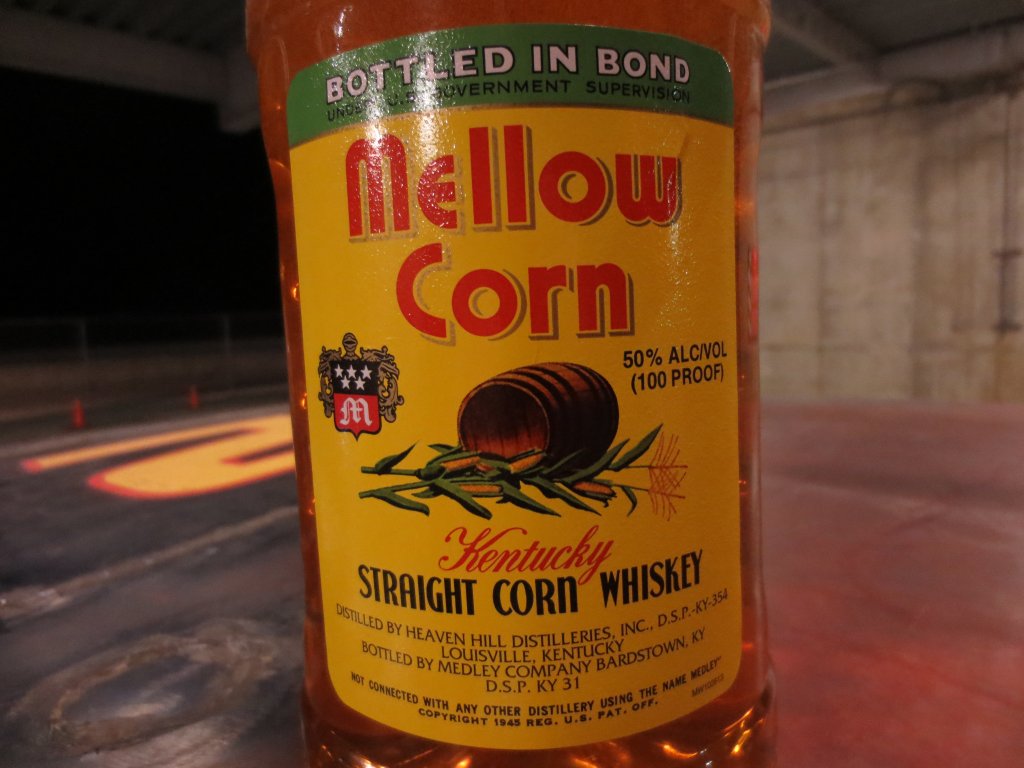 BOTTLED IN BOND
UNDER U.S. GOVERNMENT SUPERVISION
Mellow
Corn
50% ALC/VOL
(100 PROOF)
M
Kentucky
STRAIGHT CORN WHISKEY
DISTILLED BY HEAVEN HILL DISTILLERIES, INC., D.S.P.-KY-354
LOUISVILLE, KENTUCKY
BOTTLED BY MEDLEY COMPANY BARDSTOWN, KY
D.S.P. KY 31
NOT CONNECTED WITH ANY OTHER DISTILLERY USING THE NAME MEDLEY"
COPYRIGHT 1945 REG. U.S. PAT. OFF.